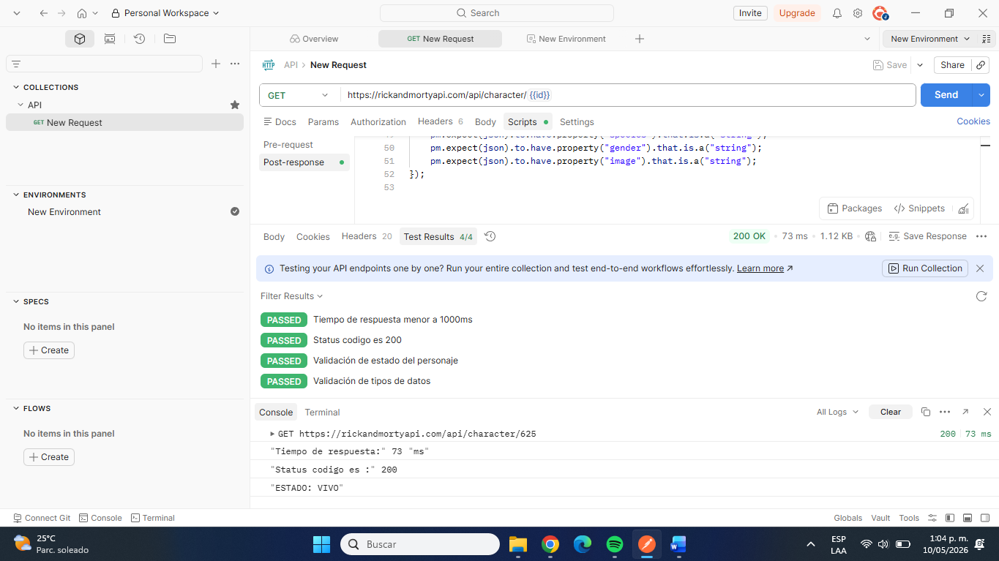 Personal Workspace
Search
Invite
Upgrade
Overview
GET New Request
New Environment
New Environment
COLLECTIONS
API
GET New Request
ENVIRONMENTS
New Environment
SPECS
No items in this panel
Create
FLOWS
No items in this panel
Create
HTTP API > New Request
Save
Share
GET
https://rickandmortyapi.com/api/character/ {{id}}
Send
Docs Params Authorization Headers 6 Body Scripts Settings
Cookies
Pre-request
Post-response
49 pm.expect(json).to.have.property("species").that.is.a("string");
50 pm.expect(json).to.have.property("gender").that.is.a("string");
51 pm.expect(json).to.have.property("image").that.is.a("string");
52 });
53
Packages </> Snippets
Body Cookies Headers 20 Test Results 4/4
200 OK • 73 ms • 1.12 KB • e.g. Save Response
Testing your API endpoints one by one? Run your entire collection and test end-to-end workflows effortlessly. Learn more
Run Collection
Filter Results
PASSED Tiempo de respuesta menor a 1000ms
PASSED Status codigo es 200
PASSED Validación de estado del personaje
PASSED Validación de tipos de datos
Console Terminal
All Logs
Clear
GET https://rickandmortyapi.com/api/character/625
200 73 ms
"Tiempo de respuesta:" 73 "ms"
"Status codigo es :" 200
"ESTADO: VIVO"
Connect Git Console Terminal
Globals Vault Tools
25°C
Parc. soleado
Buscar
ESP
LAA
1:04 p. m.
10/05/2026